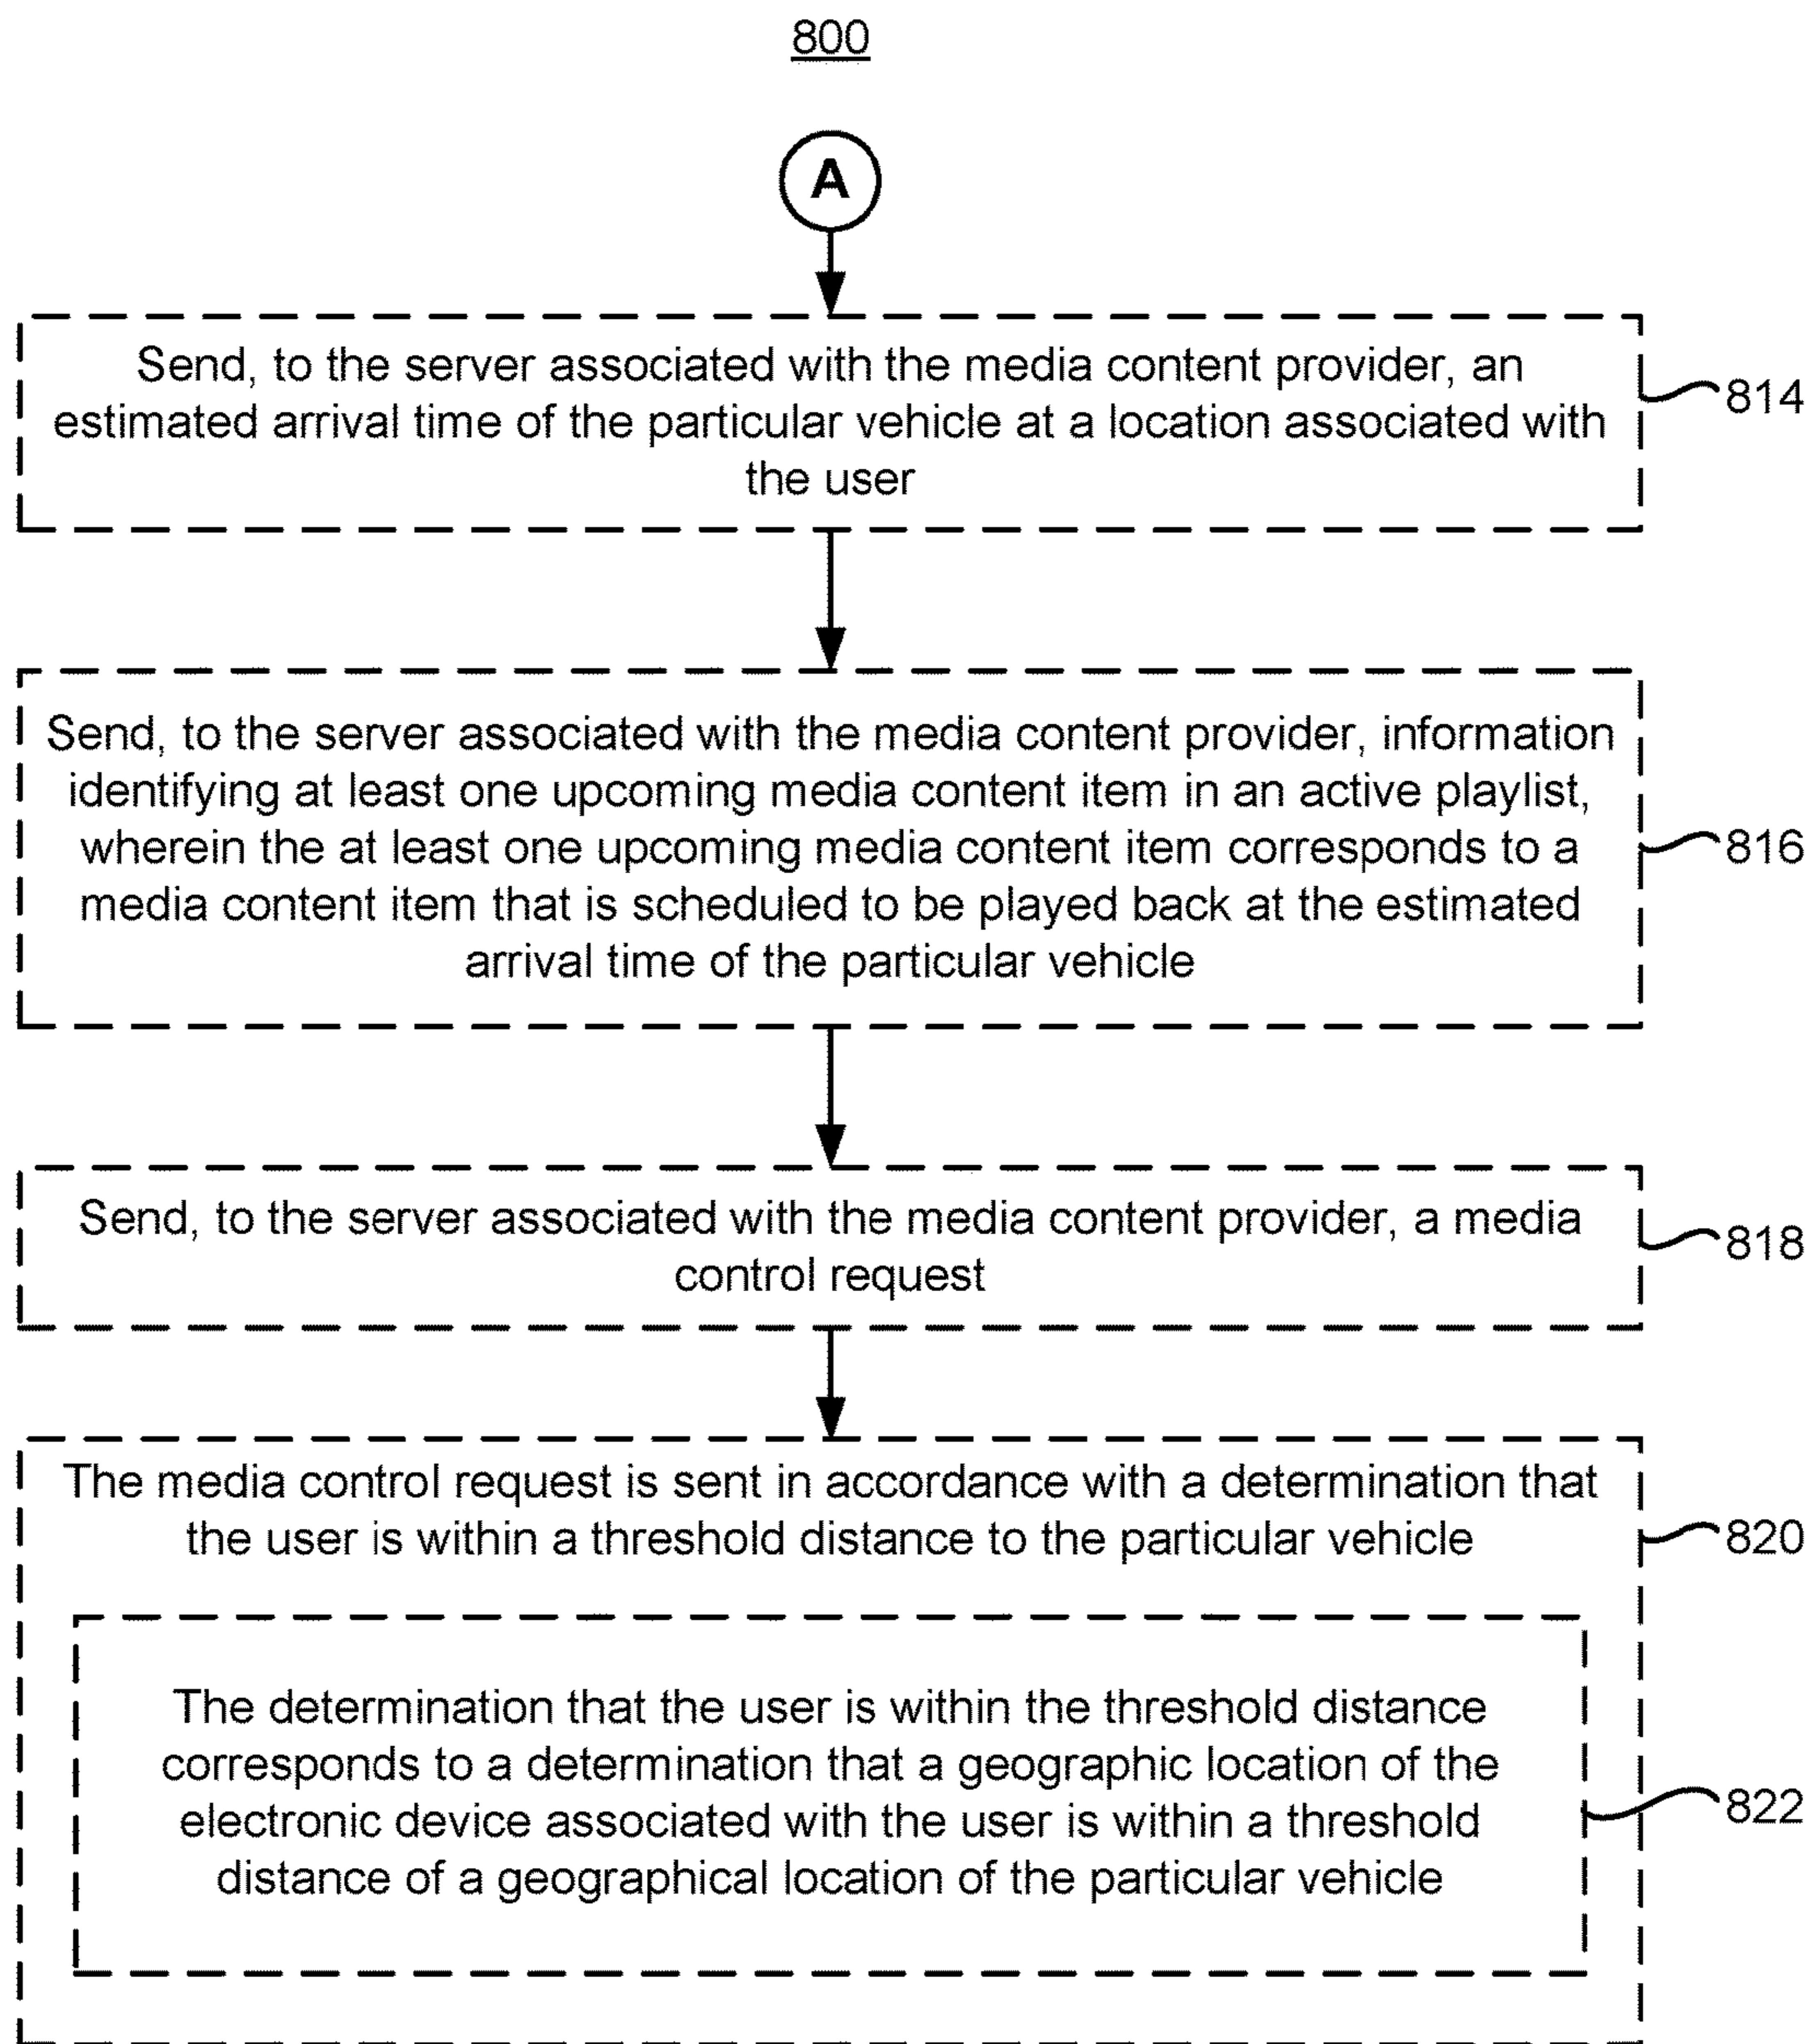 800
A
Send, to the server associated with the media content provider, an
estimated arrival time of the particular vehicle at a location associated with
the user
814
Send, to the server associated with the media content provider, information
identifying at least one upcoming media content item in an active playlist,
wherein the at least one upcoming media content item corresponds to a
media content item that is scheduled to be played back at the estimated
arrival time of the particular vehicle
816
Send, to the server associated with the media content provider, a media
control request
818
The media control request is sent in accordance with a determination that
the user is within a threshold distance to the particular vehicle
820
The determination that the user is within the threshold distance
corresponds to a determination that a geographic location of the
electronic device associated with the user is within a threshold
distance of a geographical location of the particular vehicle
822